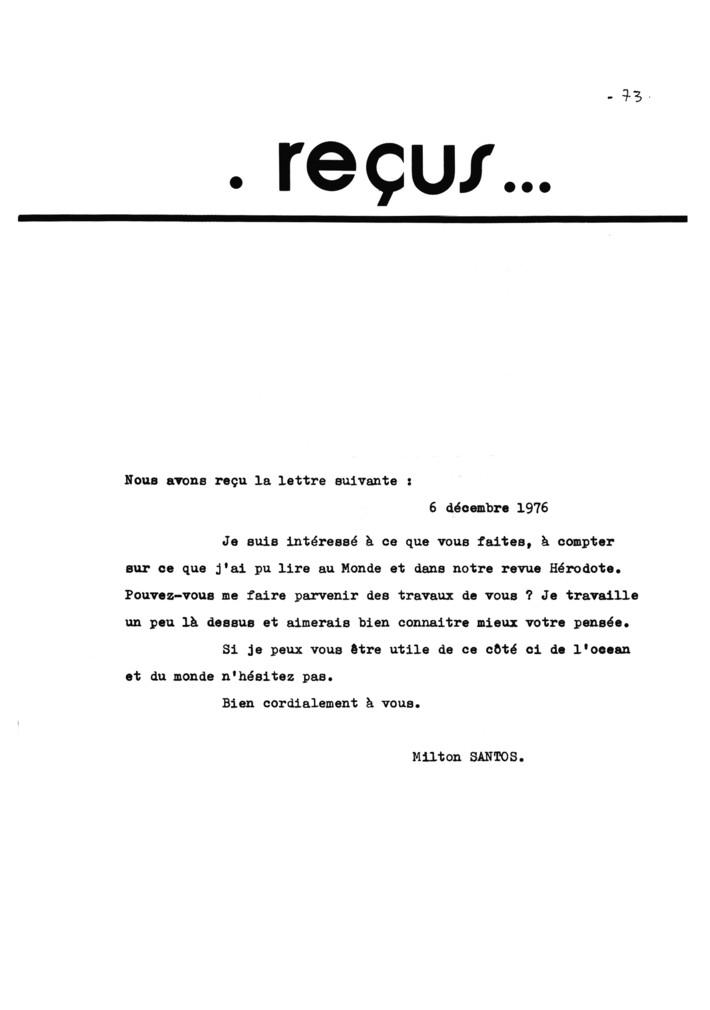 - 73.
. reçus...
Nous avons reçu la lettre suivante :
6 décembre 1976
Je suis intéressé à ce que vous faites, à compter
sur ce que j'ai pu lire au Monde et dans notre revue Hérodote.
Pouvez-vous me faire parvenir des travaux de vous ? Je travaille
un peu là dessus et aimerais bien connaitre mieux votre pensée.
Si je peux vous être utile de ce côté ci de l'ocean
et du monde n'hésitez pas.
Bien cordialement à vous.
Milton SANTOS.